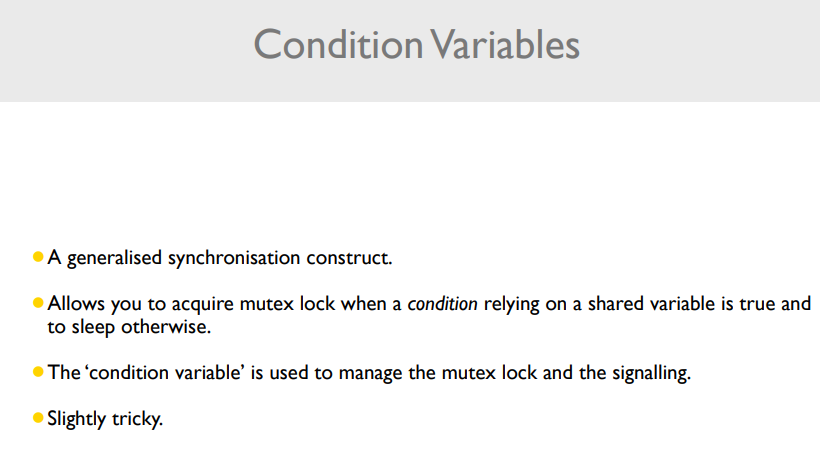 Condition Variables
A generalised synchronisation construct.
Allows you to acquire mutex lock when a condition relying on a shared variable is true and
to sleep otherwise.
The ‘condition variable’ is used to manage the mutex lock and the signalling.
Slightly tricky.